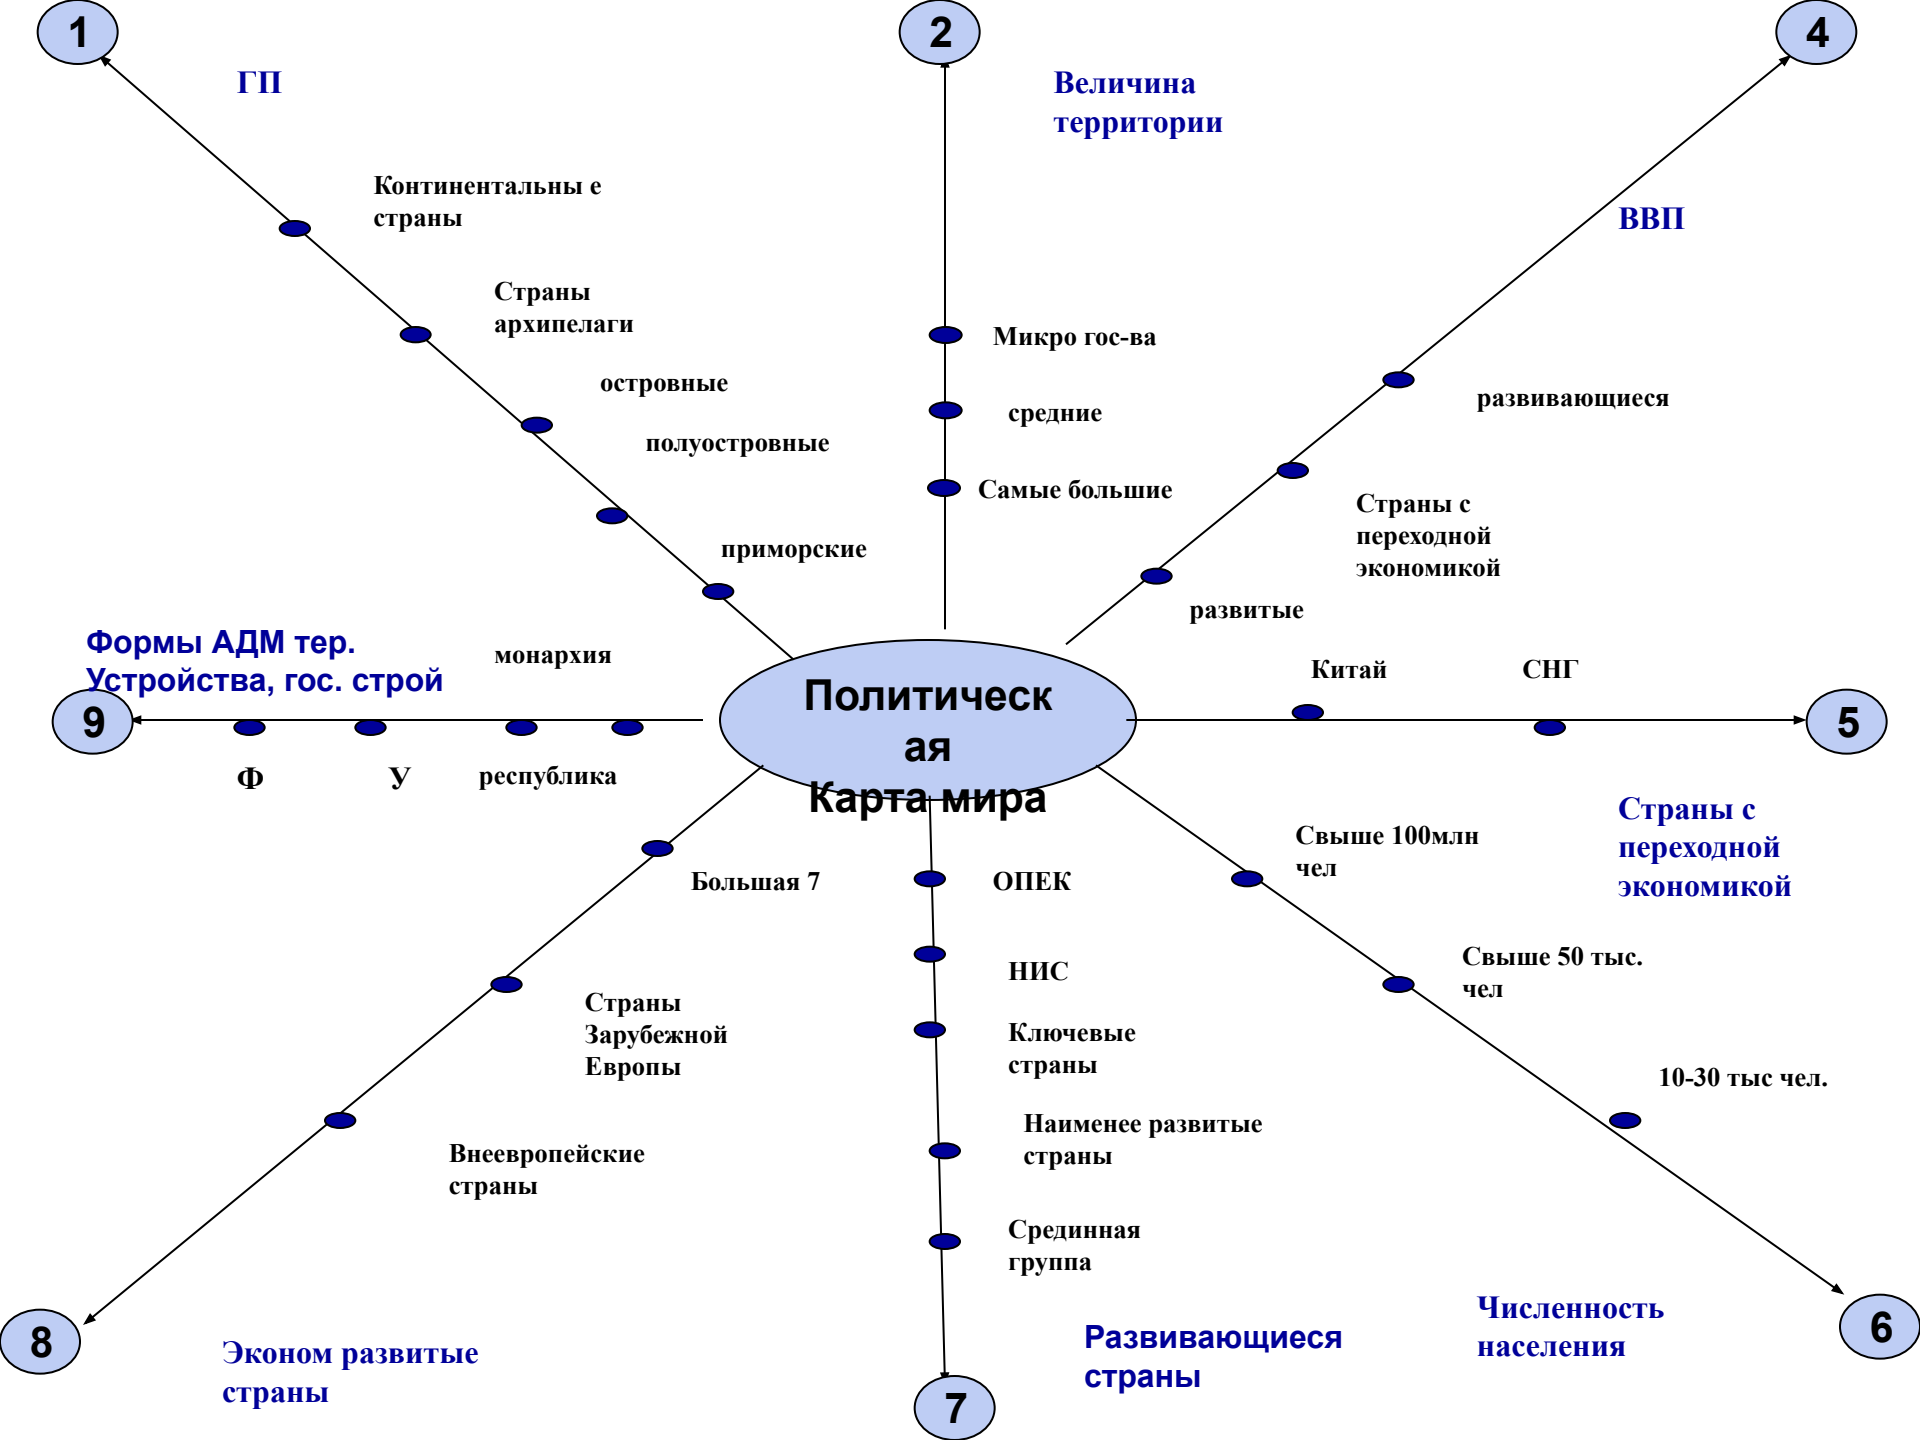 1
2
4
ГП
Величина
территории
Континентальны е
страны
ВВП
Страны
архипелаги
Микро гос-ва
островные
развивающиеся
средние
полуостровные
Самые большие
Страны с
переходной
экономикой
приморские
развитые
Формы АДМ тер.
Устройства, гос. строй
монархия
Китай
СНГ
Политическ
ая
Карта мира
9
5
Ф
У
республика
Страны с
переходной
экономикой
Свыше 100млн
чел
Большая 7
ОПЕК
Свыше 50 тыс.
чел
НИС
Страны
Зарубежной
Европы
Ключевые
страны
10-30 тыс чел.
Наименее развитые
страны
Внеевропейские
страны
Срединная
группа
Численность
населения
6
8
Эконом развитые
страны
Развивающиеся
страны
7